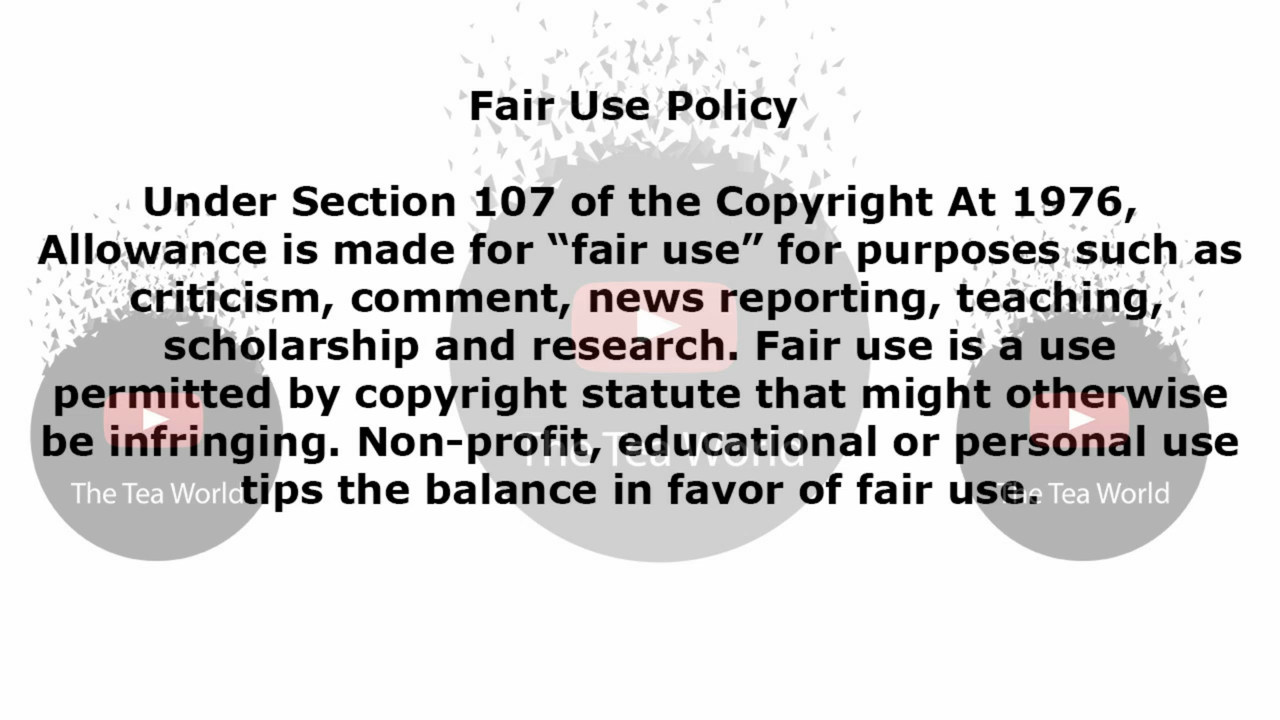 Fair Use Policy
Under Section 107 of the Copyright At 1976,
Allowance is made for “fair use” for purposes such as
criticism, comment, news reporting, teaching,
scholarship and research. Fair use is a use
permitted by copyright statute that might otherwise
be infringing. Non-profit, educational or personal use
The Tea World
tips the balance in favor of fair use.
The Tea World
The Tea World